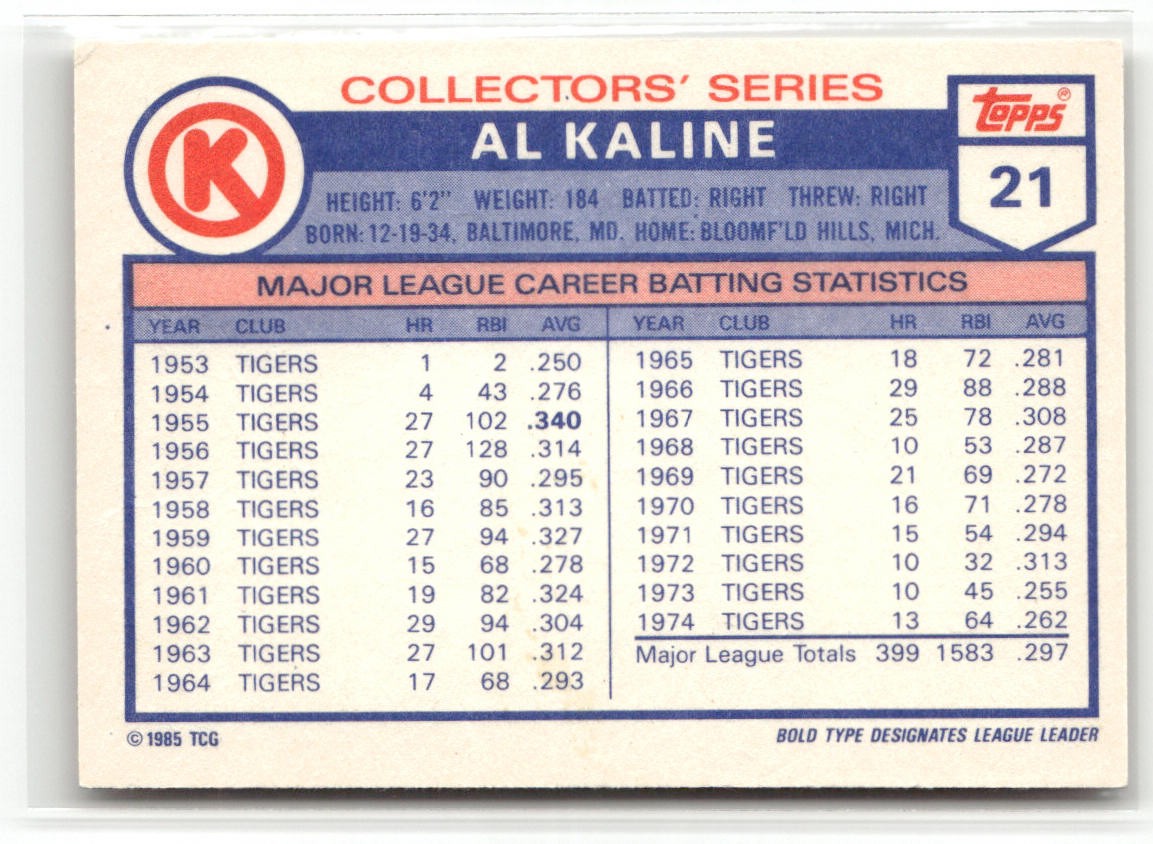 COLLECTORS' SERIES
K
AL KALINE
Topps®
21
HEIGHT: 6'2" WEIGHT: 184 BATTED: RIGHT THREW: RIGHT
BORN: 12-19-34, BALTIMORE, MD. HOME: BLOOMF'LD HILLS, MICH.
MAJOR LEAGUE CAREER BATTING STATISTICS
YEAR CLUB HR RBI AVG
1953 TIGERS 1 2 .250
1954 TIGERS 4 43 .276
1955 TIGERS 27 102 .340
1956 TIGERS 27 128 .314
1957 TIGERS 23 90 .295
1958 TIGERS 16 85 .313
1959 TIGERS 27 94 .327
1960 TIGERS 15 68 .278
1961 TIGERS 19 82 .324
1962 TIGERS 29 94 .304
1963 TIGERS 27 101 .312
1964 TIGERS 17 68 .293
YEAR CLUB HR RBI AVG
1965 TIGERS 18 72 .281
1966 TIGERS 29 88 .288
1967 TIGERS 25 78 .308
1968 TIGERS 10 53 .287
1969 TIGERS 21 69 .272
1970 TIGERS 16 71 .278
1971 TIGERS 15 54 .294
1972 TIGERS 10 32 .313
1973 TIGERS 10 45 .255
1974 TIGERS 13 64 .262
Major League Totals 399 1583 .297
© 1985 TCG
BOLD TYPE DESIGNATES LEAGUE LEADER